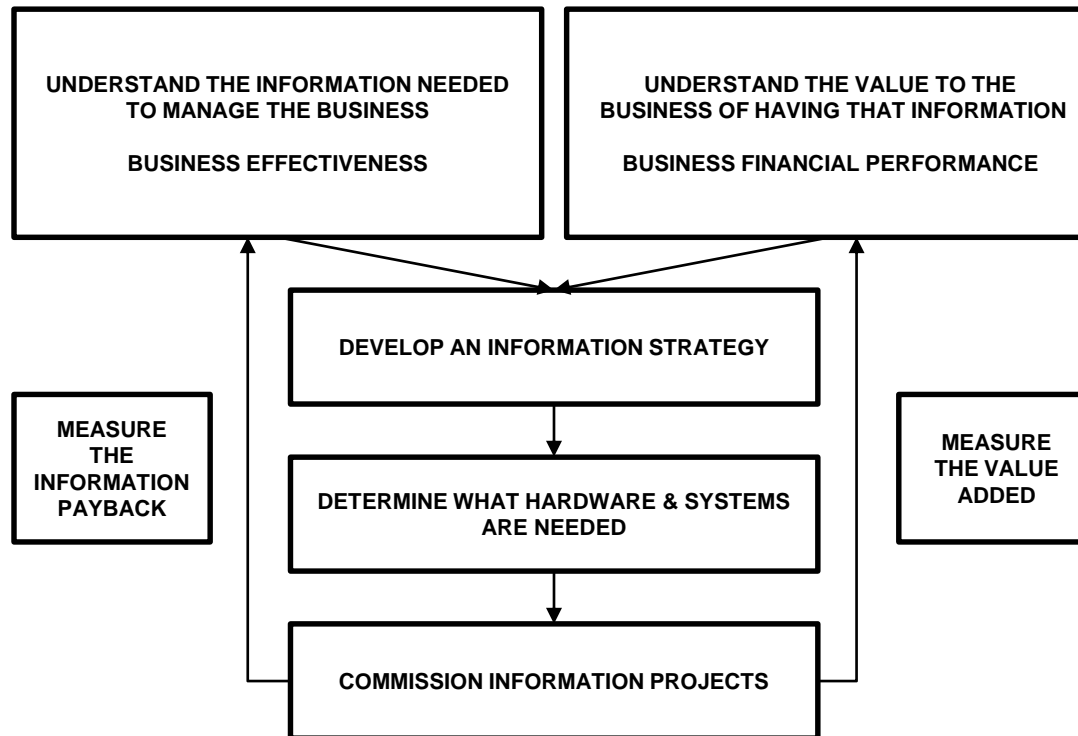 UNDERSTAND THE INFORMATION NEEDED
TO MANAGE THE BUSINESS
BUSINESS EFFECTIVENESS
UNDERSTAND THE VALUE TO THE
BUSINESS OF HAVING THAT INFORMATION
BUSINESS FINANCIAL PERFORMANCE
DEVELOP AN INFORMATION STRATEGY
MEASURE
THE
INFORMATION
PAYBACK
DETERMINE WHAT HARDWARE & SYSTEMS
ARE NEEDED
MEASURE
THE VALUE
ADDED
COMMISSION INFORMATION PROJECTS